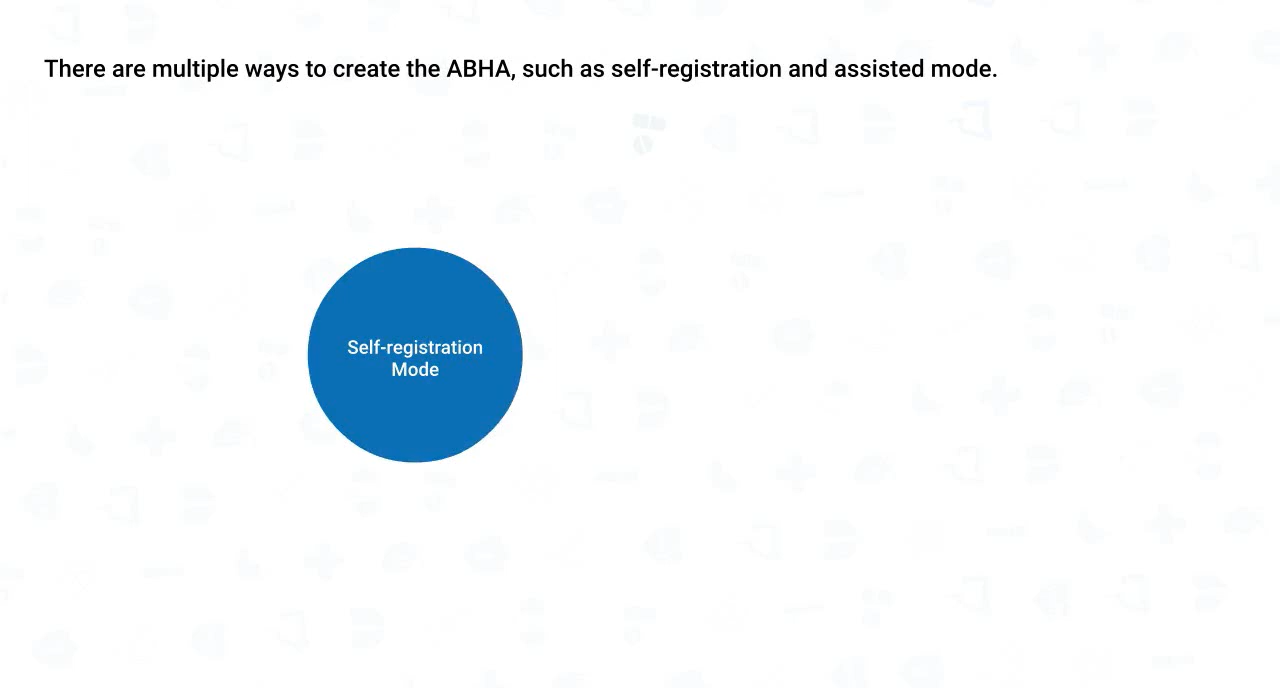 There are multiple ways to create the ABHA, such as self-registration and assisted mode.
Self-registration
Mode